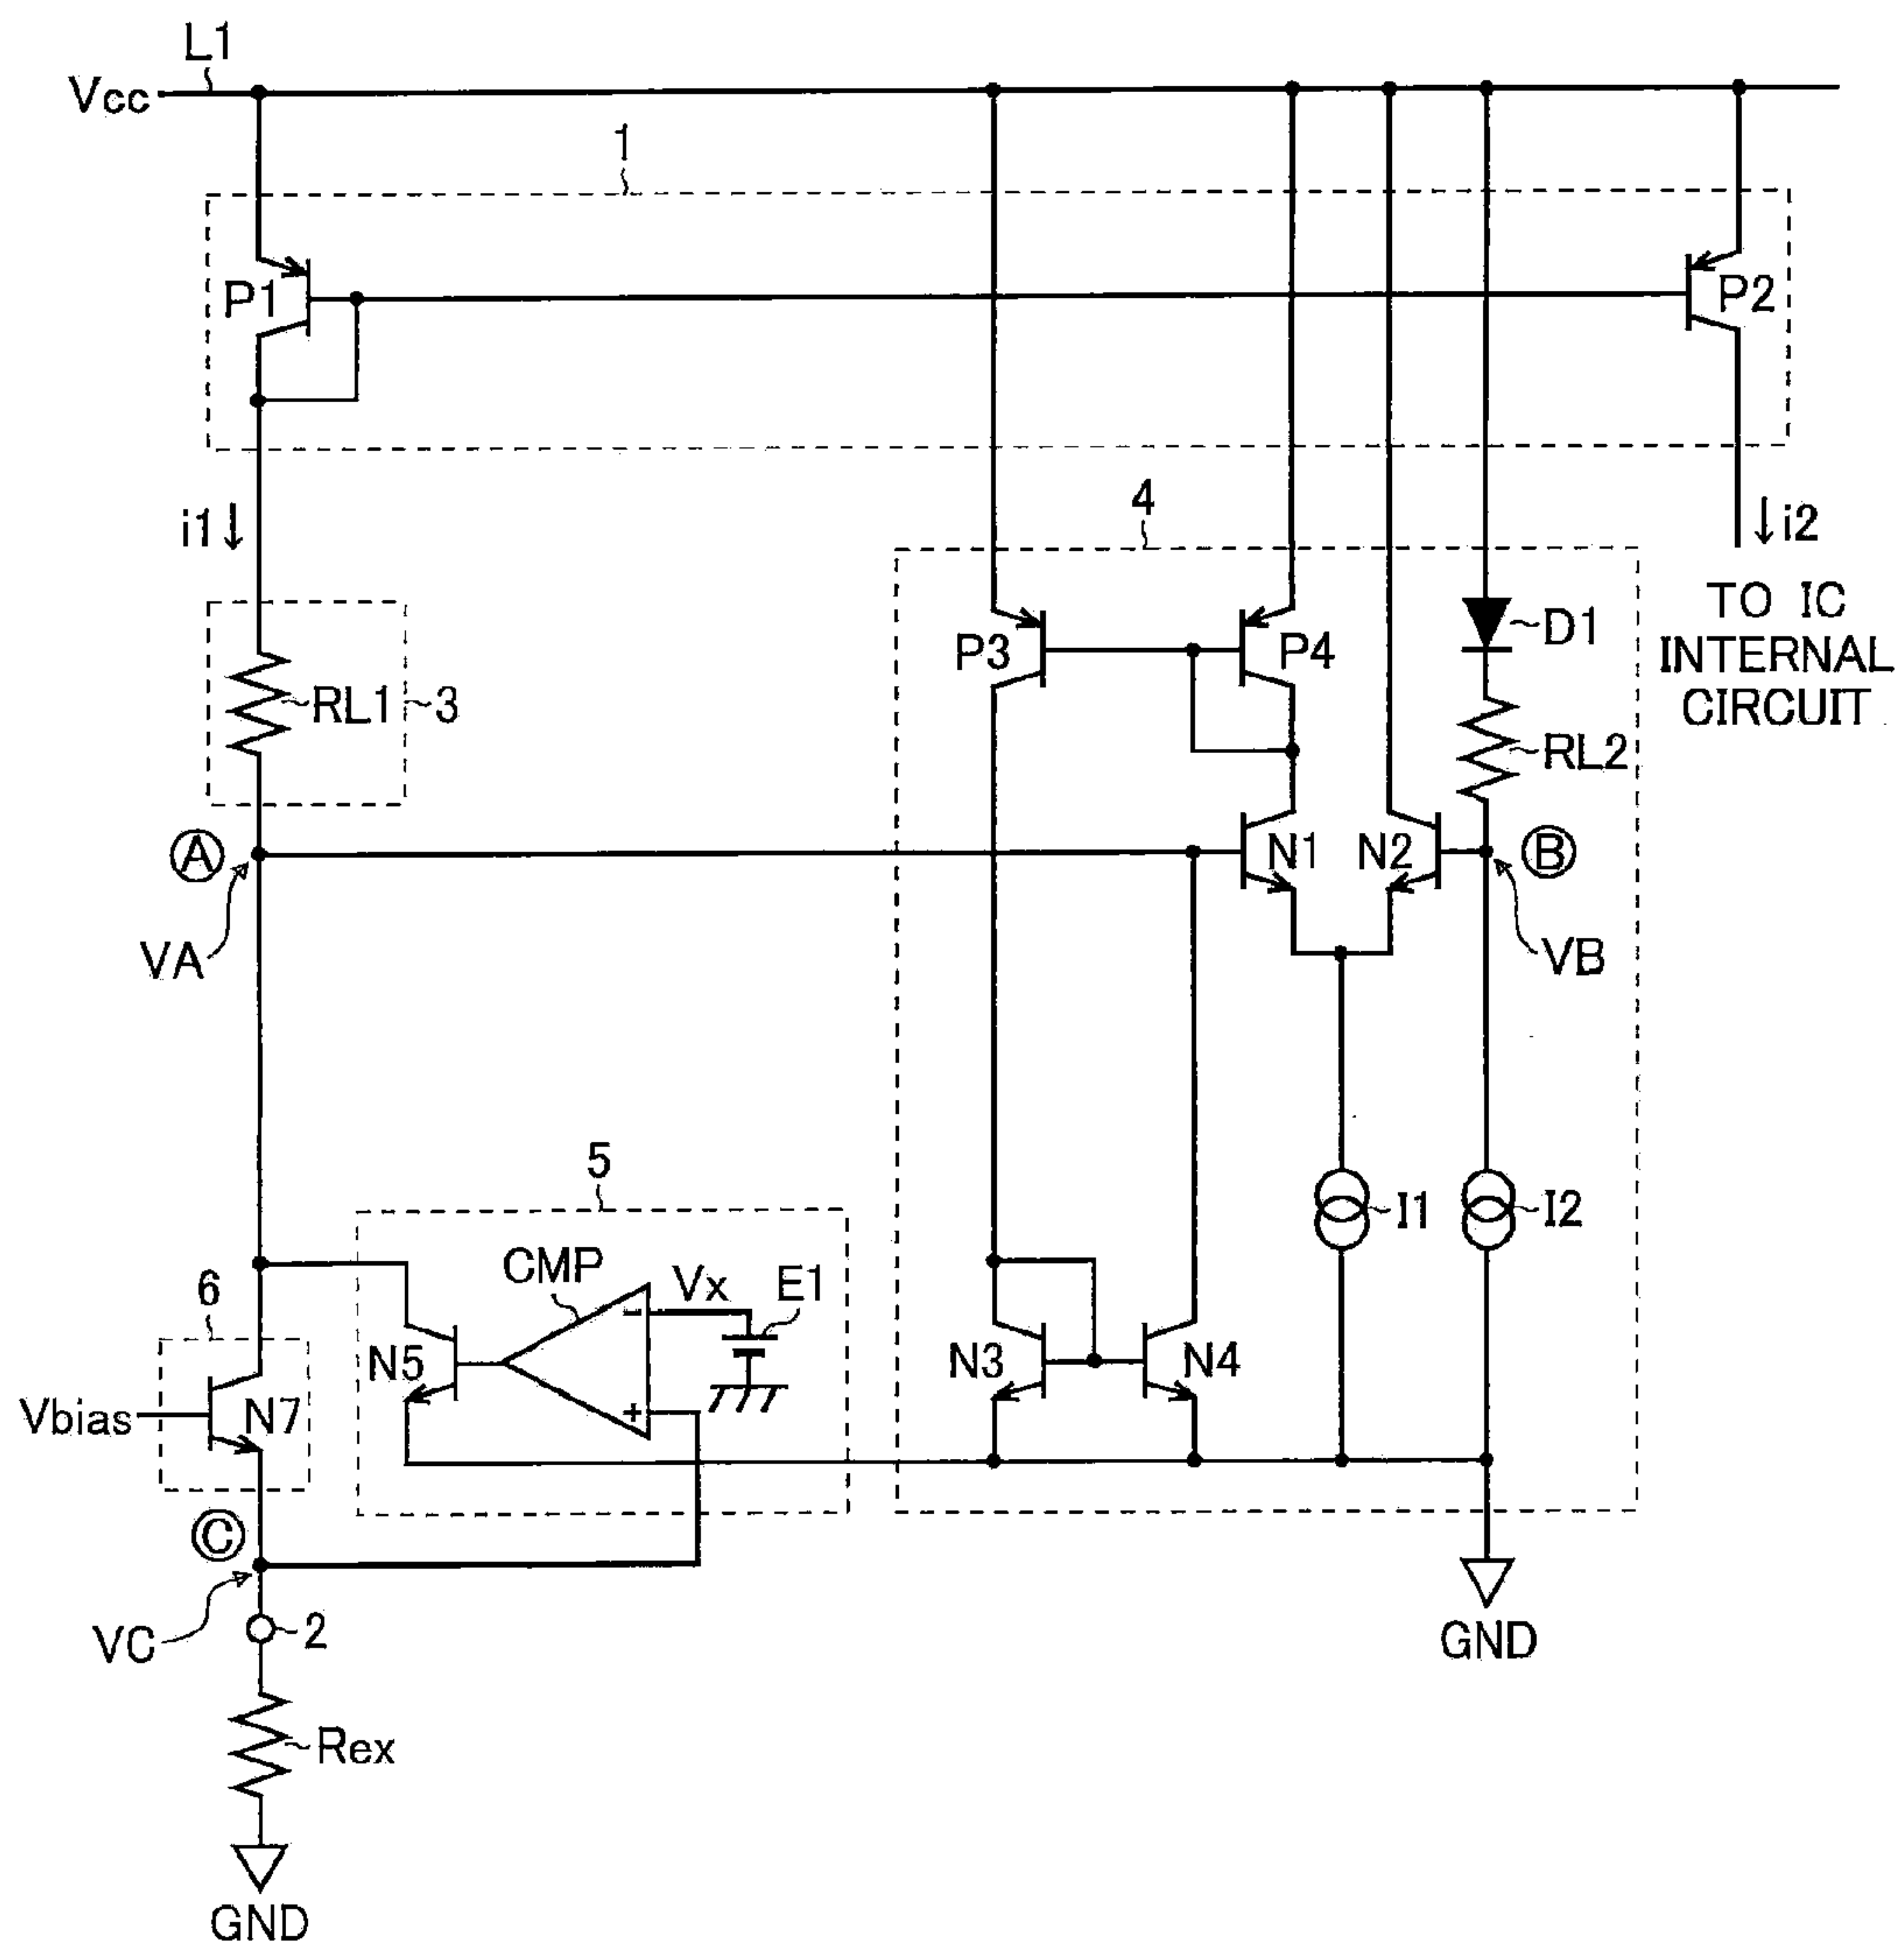 L1
Vcc
1
P1
P2
i1
4
i2
TO IC
INTERNAL
CIRCUIT
P3
P4
D1
RL1
3
RL2
A
N1
N2
B
VA
VB
5
CMP
Vx
E1
I1
I2
6
-
N5
N3
N4
Vbias
N7
+
C
VC
2
GND
Rex
GND